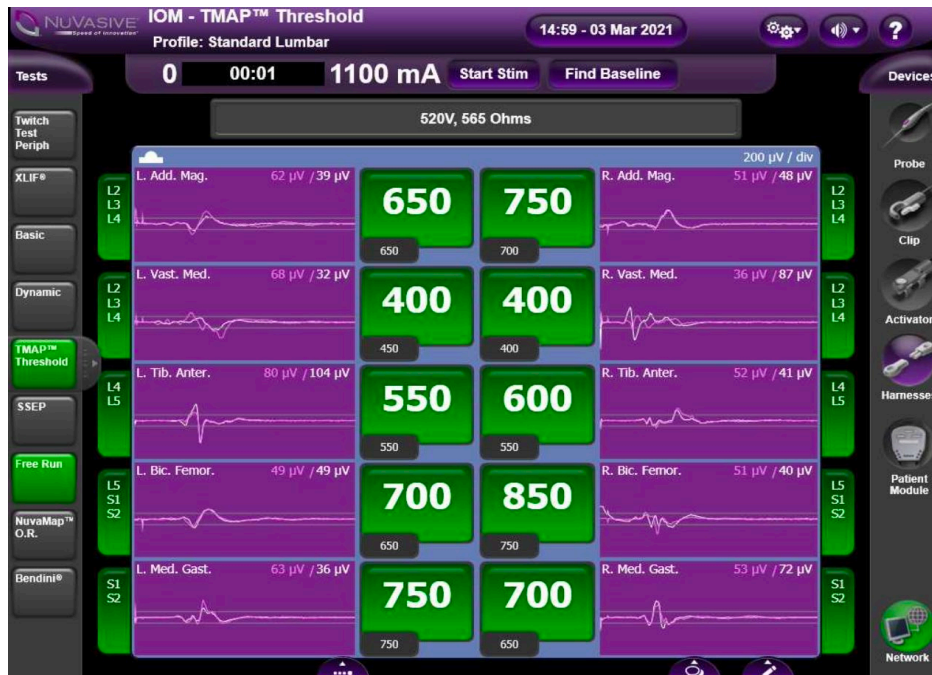 NUVASIVE
Speed of Innovation
IOM - TMAP™ Threshold
Profile: Standard Lumbar
14:59 - 03 Mar 2021
?
Tests
0
00:01
1100 mA
Start Stim
Find Baseline
Devices
520V, 565 Ohms
200 µV / div
Twitch
Test
Periph
XLIF®
Basic
Dynamic
TMAP™
Threshold
SSEP
Free Run
NuvaMap™
O.R.
Bendini®
L2
L3
L4
L. Add. Mag. 62 µV / 39 µV
650
650
750
700
R. Add. Mag. 51 µV / 48 µV
L2
L3
L4
L2
L3
L4
L. Vast. Med. 68 µV / 32 µV
400
450
400
400
R. Vast. Med. 36 µV / 87 µV
L2
L3
L4
L4
L5
L. Tib. Anter. 80 µV / 104 µV
550
550
600
550
R. Tib. Anter. 52 µV / 41 µV
L4
L5
L5
S1
S2
L. Bic. Femor. 49 µV / 49 µV
700
650
850
750
R. Bic. Femor. 51 µV / 40 µV
L5
S1
S2
S1
S2
L. Med. Gast. 63 µV / 36 µV
750
750
700
650
R. Med. Gast. 53 µV / 72 µV
S1
S2
Probe
Clip
Activator
Harnesse
Patient
Module
Network